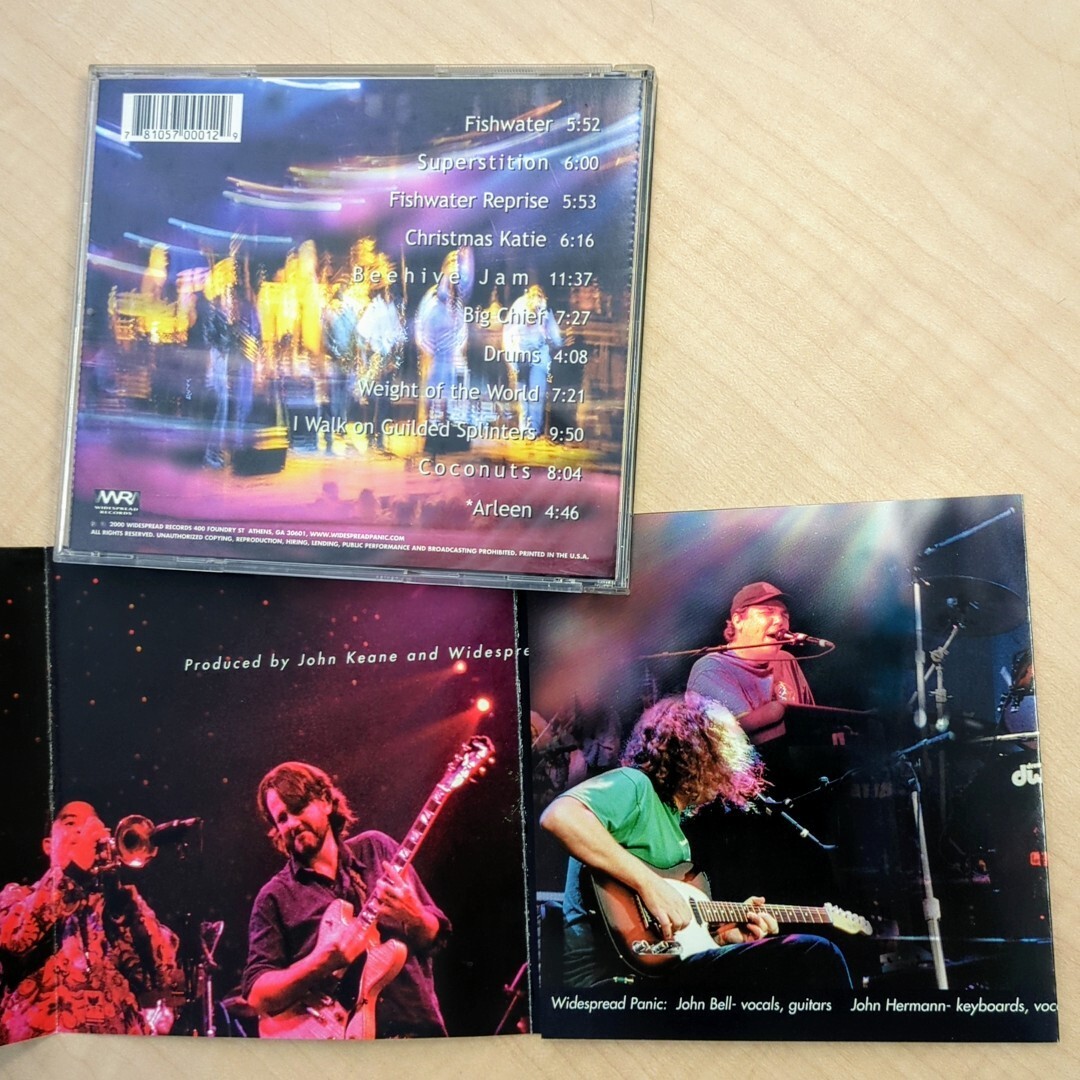 7 81057 00012 9
Fishwater 5:52
Superstition 6:00
Fishwater Reprise 5:53
Christmas Katie 6:16
Beehive Jam 11:37
Big Chief 7:27
Drums 4:08
Weight of the World 7:21
I Walk on Guilded Splinters 9:50
Coconuts 8:04
*Arleen 4:46
WR
WIDESPREAD
RECORDS
℗ © 2000 WIDESPREAD RECORDS 400 FOUNDRY ST ATHENS, GA 30601, WWW.WIDESPREADPANIC.COM
ALL RIGHTS RESERVED. UNAUTHORIZED COPYING, REPRODUCTION, HIRING, LENDING, PUBLIC PERFORMANCE AND BROADCASTING PROHIBITED. PRINTED IN THE U.S.A.
Produced by John Keane and Widespre
dw
Widespread Panic: John Bell- vocals, guitars John Hermann- keyboards, voc